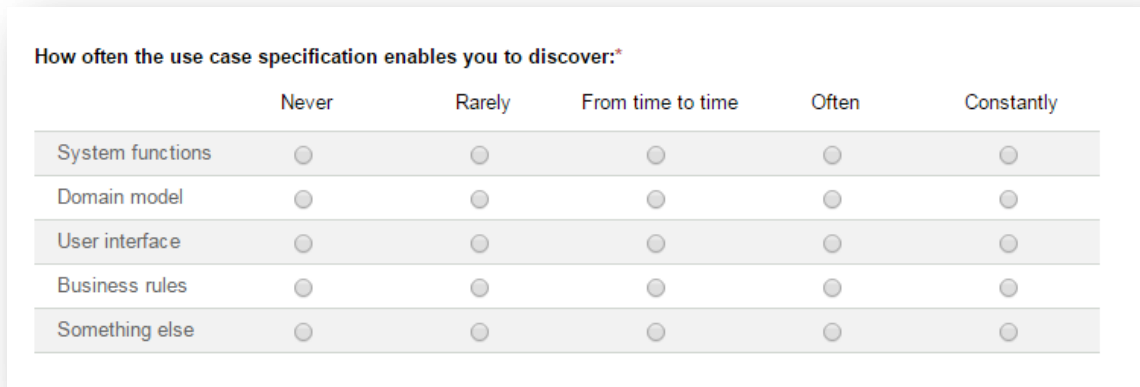 How often the use case specification enables you to discover:*
Never Rarely From time to time Often Constantly
System functions
Domain model
User interface
Business rules
Something else